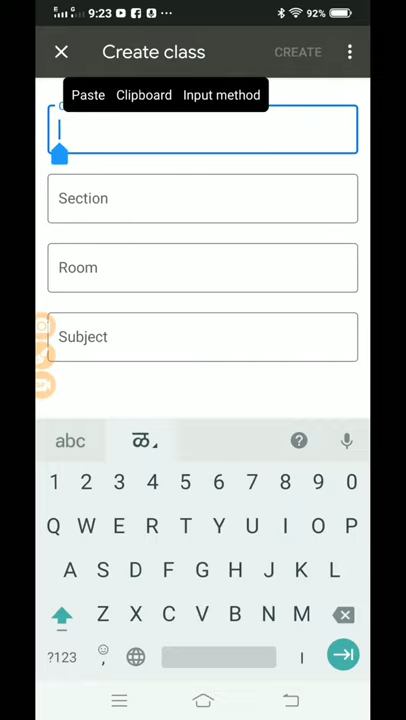 E G 9:23 ... 92%
Create class CREATE
Paste Clipboard Input method
Section
Room
Subject
abc ळ
1 2 3 4 5 6 7 8 9 0
Q W E R T Y U I O P
A S D F G H J K L
Z X C V B N M
?123 , ।